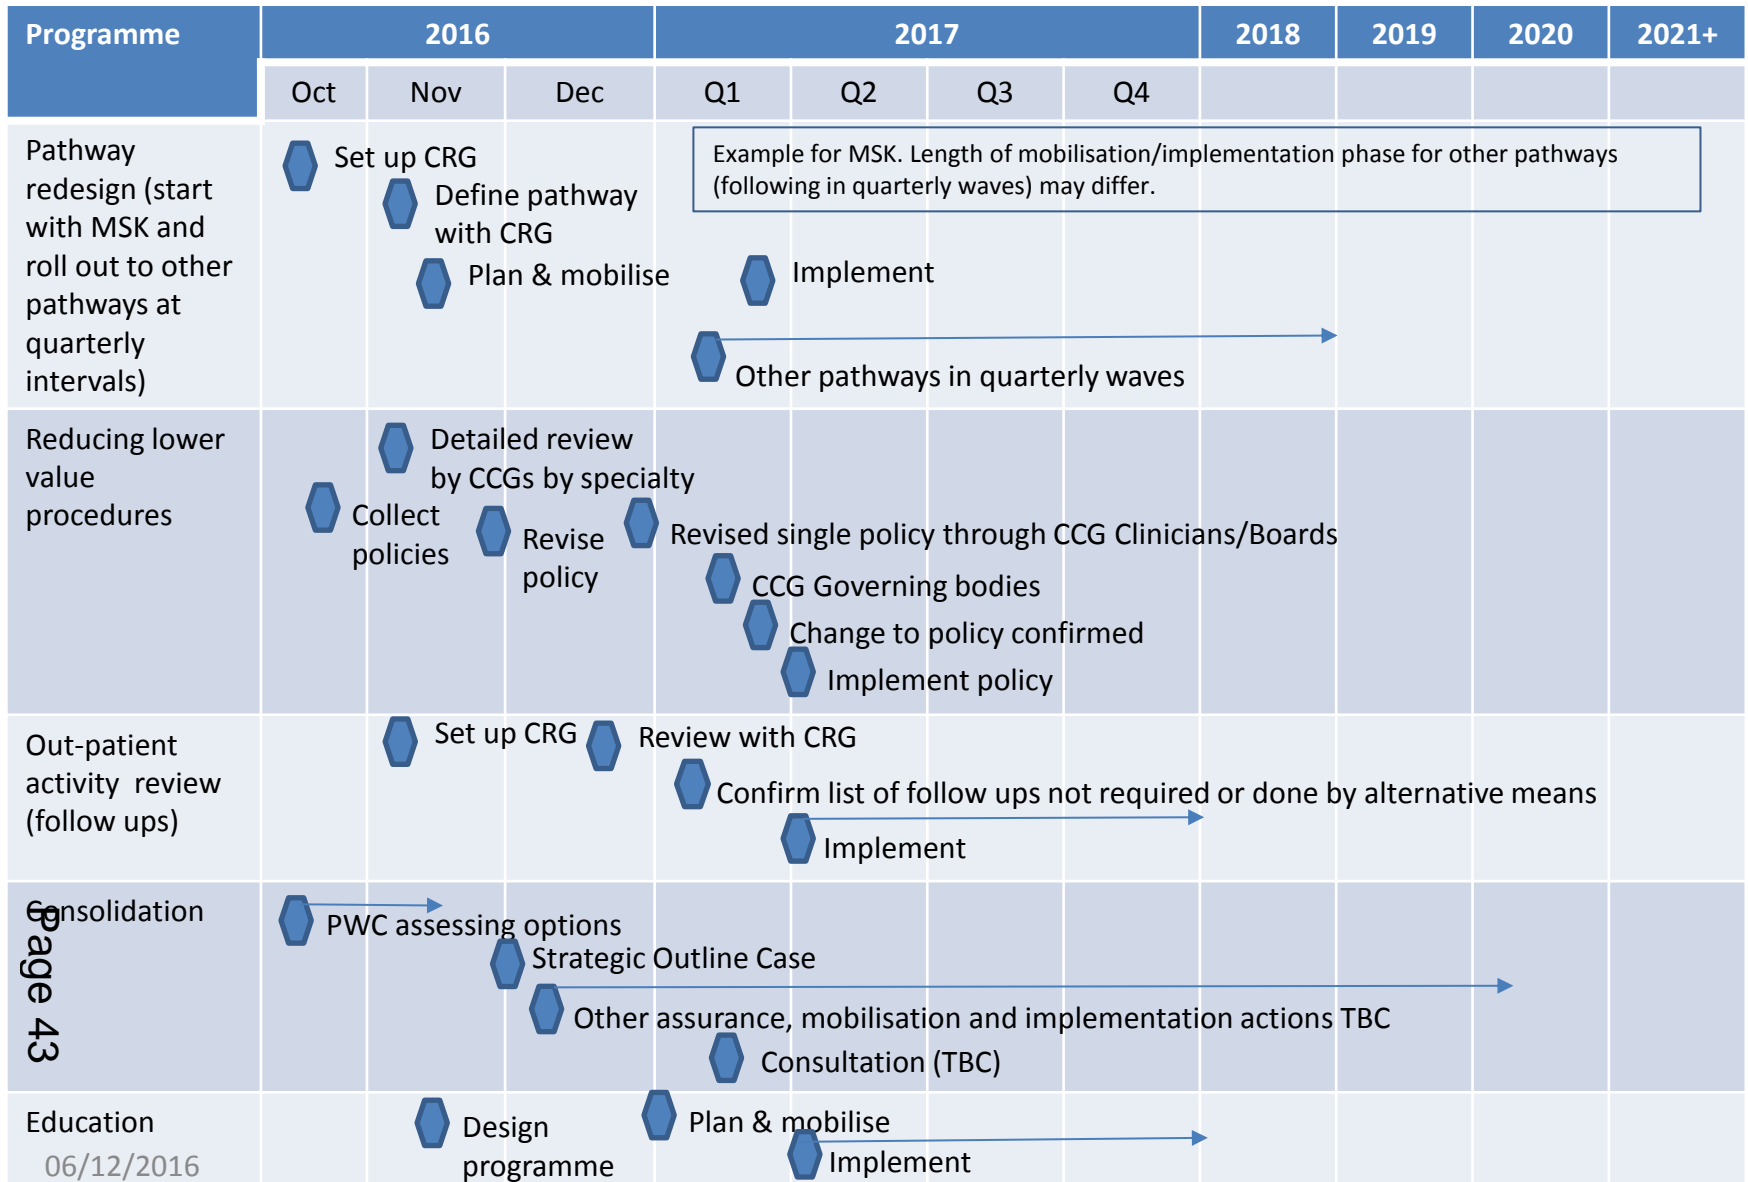 Programme
2016
2017
2018
2019
2020
2021+
Oct
Nov
Dec
Q1
Q2
Q3
Q4
Pathway
redesign (start
with MSK and
roll out to other
pathways at
quarterly
intervals)
Set up CRG
Define pathway
with CRG
Plan & mobilise
Example for MSK. Length of mobilisation/implementation phase for other pathways
(following in quarterly waves) may differ.
Implement
Other pathways in quarterly waves
Reducing lower
value
procedures
Detailed review
by CCGs by specialty
Collect
policies
Revise
policy
Revised single policy through CCG Clinicians/Boards
CCG Governing bodies
Change to policy confirmed
Implement policy
Out-patient
activity review
(follow ups)
Set up CRG
Review with CRG
Confirm list of follow ups not required or done by alternative means
Implement
Consolidation
PWC assessing options
Strategic Outline Case
Other assurance, mobilisation and implementation actions TBC
Consultation (TBC)
Page 43
Education
Design
programme
Plan & mobilise
Implement
06/12/2016